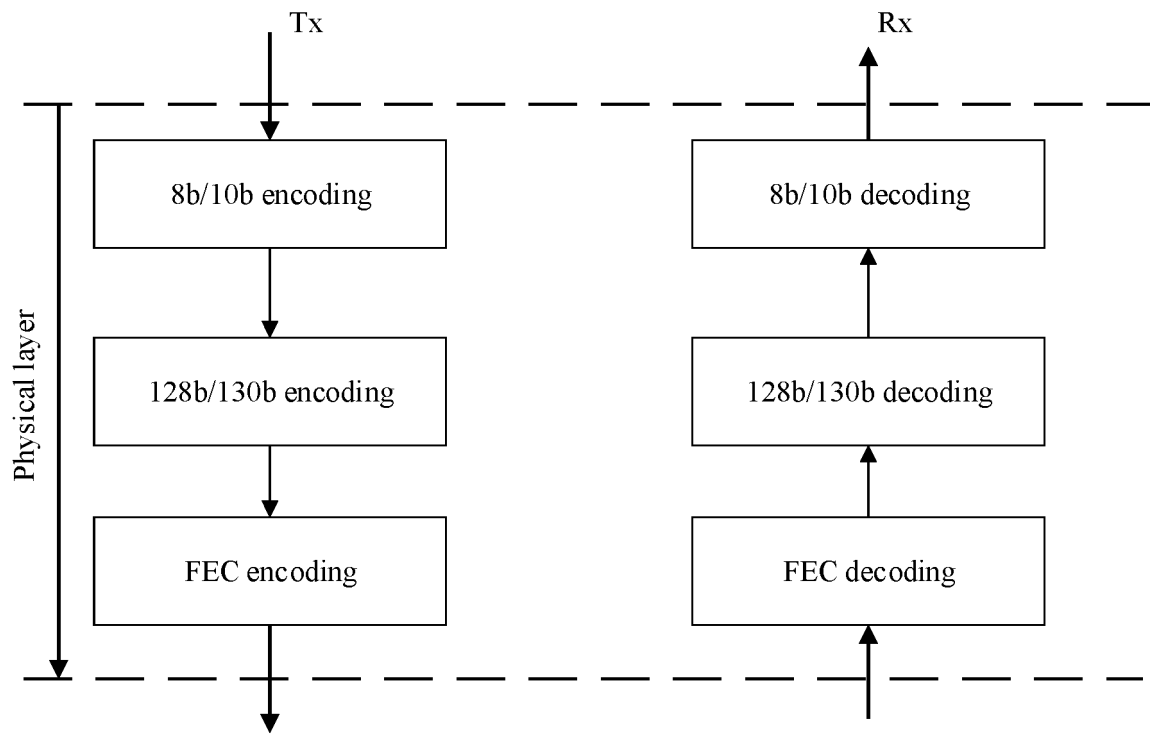 Tx
Rx
8b/10b encoding
8b/10b decoding
Physical layer
128b/130b encoding
128b/130b decoding
FEC encoding
FEC decoding